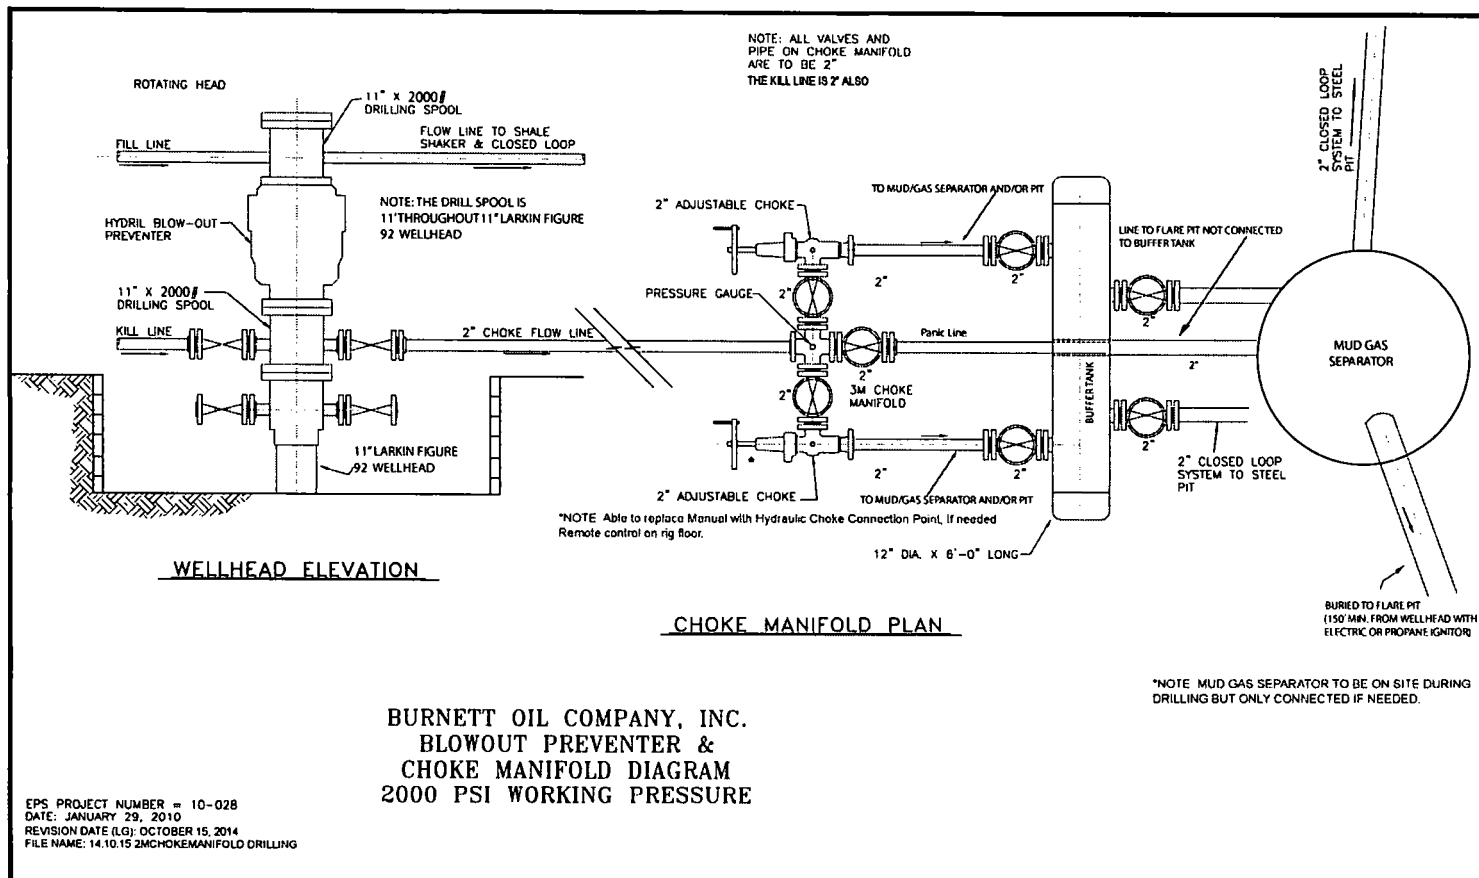 NOTE: ALL VALVES AND
PIPE ON CHOKE MANIFOLD
ARE TO BE 2"
THE KILL LINE IS 2" ALSO
ROTATING HEAD
11" X 2000#
DRILLING SPOOL
FILL LINE
FLOW LINE TO SHALE
SHAKER & CLOSED LOOP
NOTE: THE DRILL SPOOL IS
11' THROUGHOUT 11" LARKIN FIGURE
92 WELLHEAD
HYDRIL BLOW-OUT
PREVENTER
11" X 2000#
DRILLING SPOOL
KILL LINE
2" CHOKE FLOW LINE
11" LARKIN FIGURE
92 WELLHEAD
WELLHEAD ELEVATION
2" ADJUSTABLE CHOKE
TO MUD/GAS SEPARATOR AND/OR PIT
2"
2"
2"
PRESSURE GAUGE
Panic Line
2"
3M CHOKE
MANIFOLD
2"
2"
2"
*
2" ADJUSTABLE CHOKE
TO MUD/GAS SEPARATOR AND/OR PIT
*NOTE Able to replace Manual with Hydraulic Choke Connection Point, if needed
Remote control on rig floor.
BUFFER TANK
12" DIA. X 6'-0" LONG
CHOKE MANIFOLD PLAN
2" CLOSED LOOP
SYSTEM TO STEEL
PIT
LINE TO FLARE PIT NOT CONNECTED
TO BUFFER TANK
2"
2"
2"
MUD GAS
SEPARATOR
2" CLOSED LOOP
SYSTEM TO STEEL
PIT
BURIED TO FLARE PIT
(150' MIN. FROM WELLHEAD WITH
ELECTRIC OR PROPANE IGNITOR)
*NOTE MUD GAS SEPARATOR TO BE ON SITE DURING
DRILLING BUT ONLY CONNECTED IF NEEDED.
BURNETT OIL COMPANY, INC.
BLOWOUT PREVENTER &
CHOKE MANIFOLD DIAGRAM
2000 PSI WORKING PRESSURE
EPS PROJECT NUMBER = 10-028
DATE: JANUARY 29, 2010
REVISION DATE (LG): OCTOBER 15, 2014
FILE NAME: 14.10.15 2MCHOKEMANIFOLD DRILLING